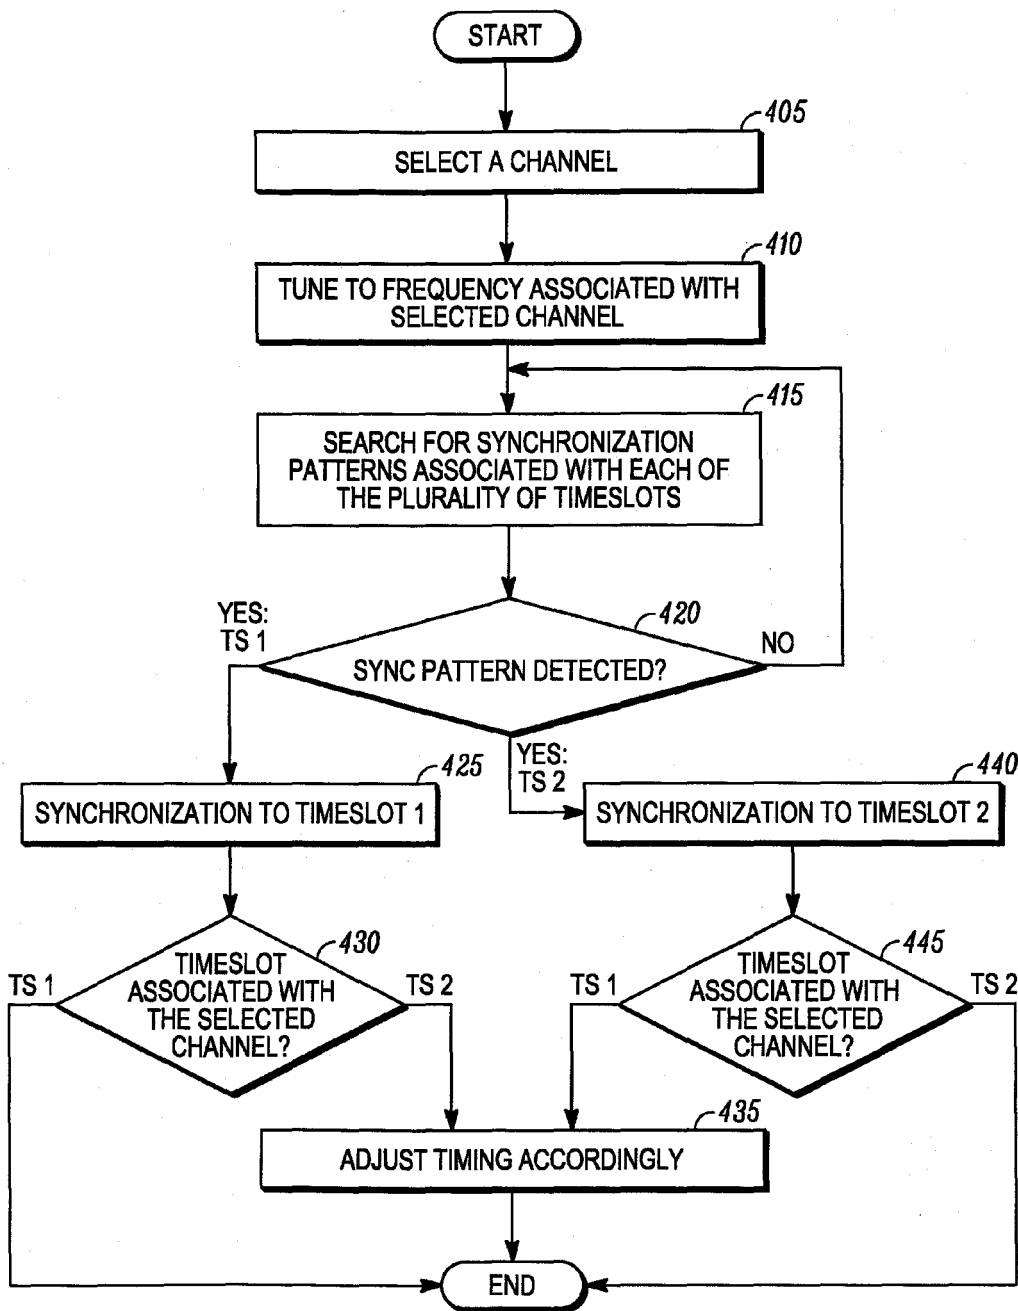 START
405
SELECT A CHANNEL
410
TUNE TO FREQUENCY ASSOCIATED WITH
SELECTED CHANNEL
415
SEARCH FOR SYNCHRONIZATION
PATTERNS ASSOCIATED WITH EACH OF
THE PLURALITY OF TIMESLOTS
420
YES:
TS 1
SYNC PATTERN DETECTED?
NO
YES:
TS 2
425
SYNCHRONIZATION TO TIMESLOT 1
440
SYNCHRONIZATION TO TIMESLOT 2
430
TS 1
TIMESLOT
ASSOCIATED WITH
THE SELECTED
CHANNEL?
TS 2
445
TS 1
TIMESLOT
ASSOCIATED WITH
THE SELECTED
CHANNEL?
TS 2
435
ADJUST TIMING ACCORDINGLY
END